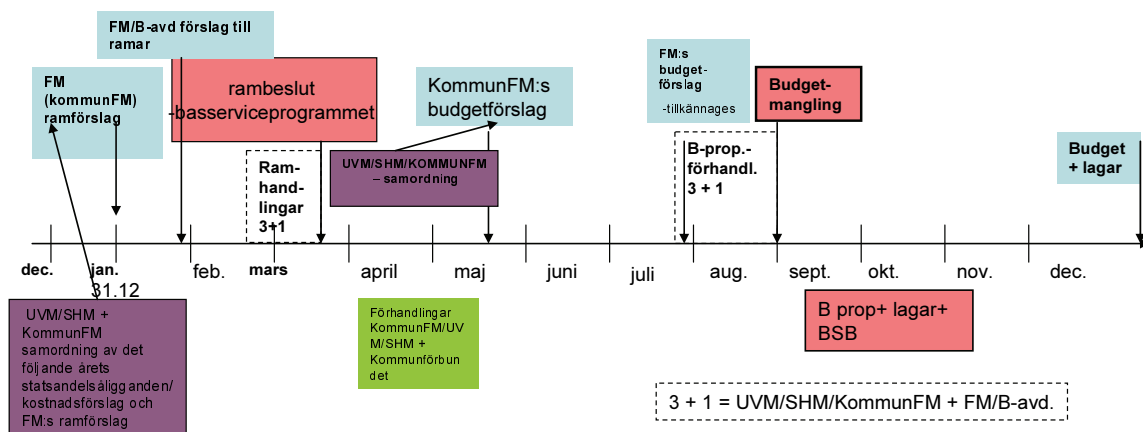 FM/B-avd förslag till
ramar
FM
(kommunFM)
ramförslag
rambeslut
-basserviceprogrammet
KommunFM:s
budgetförslag
FM:s
budget-
förslag
-tillkännages
Budget-
mangling
Ram-
hand-
lingar
3+1
UVM/SHM/KOMMUNFM
– samordning
B-prop.-
förhandl.
3 + 1
Budget
+ lagar
dec.
jan.
feb.
mars
april
maj
juni
juli
aug.
sept.
okt.
nov.
dec.
31.12
UVM/SHM +
KommunFM
samordning av det
följande årets
statsandelsåligganden/
kostnadsförslag och
FM:s ramförslag
Förhandlingar
KommunFM/UV
M/SHM +
Kommunförbun
det
B prop+ lagar+
BSB
3 + 1 = UVM/SHM/KommunFM + FM/B-avd.